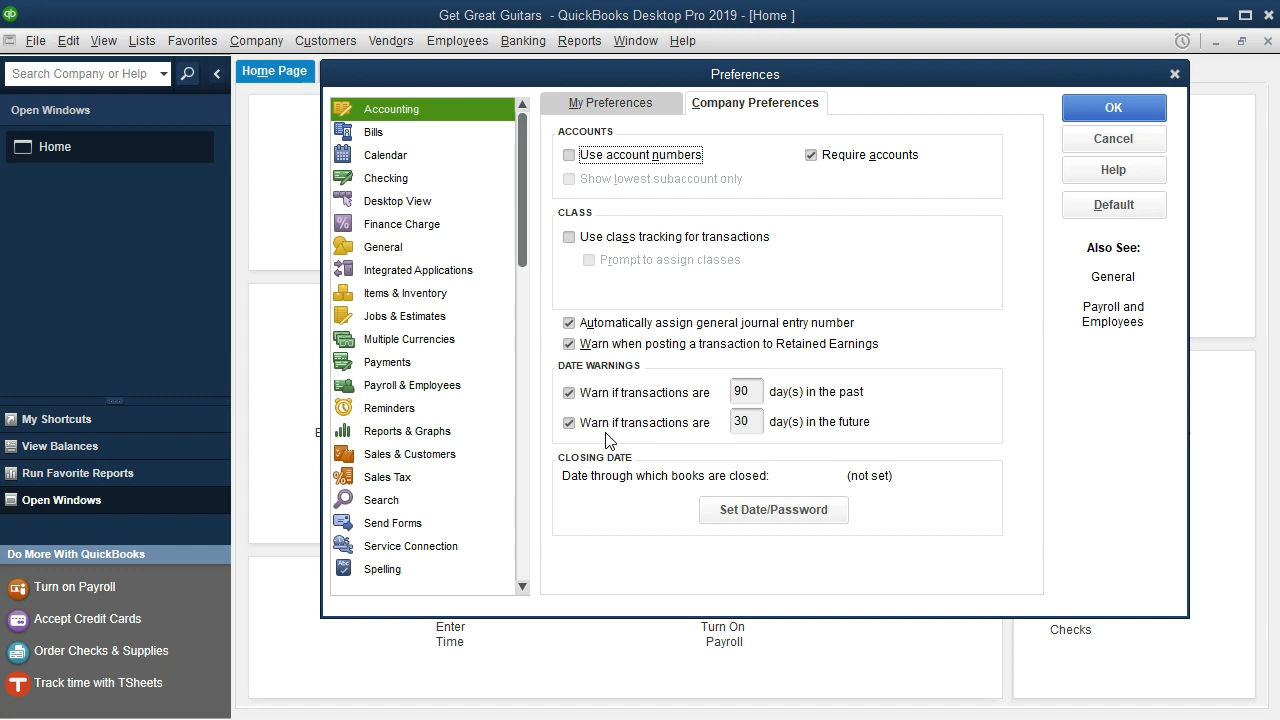 qb
Get Great Guitars - QuickBooks Desktop Pro 2019 - [Home ]
File Edit View Lists Favorites Company Customers Vendors Employees Banking Reports Window Help
Search Company or Help
Home Page
Open Windows
Home
My Shortcuts
View Balances
Run Favorite Reports
Open Windows
Do More With QuickBooks
Turn on Payroll
Accept Credit Cards
Order Checks & Supplies
Track time with TSheets
Preferences
Accounting
Bills
Calendar
Checking
Desktop View
Finance Charge
General
Integrated Applications
Items & Inventory
Jobs & Estimates
Multiple Currencies
Payments
Payroll & Employees
Reminders
Reports & Graphs
Sales & Customers
Sales Tax
Search
Send Forms
Service Connection
Abc
Spelling
My Preferences
Company Preferences
ACCOUNTS
Use account numbers
Require accounts
Show lowest subaccount only
CLASS
Use class tracking for transactions
Prompt to assign classes
Automatically assign general journal entry number
Warn when posting a transaction to Retained Earnings
DATE WARNINGS
Warn if transactions are 90 day(s) in the past
Warn if transactions are 30 day(s) in the future
CLOSING DATE
Date through which books are closed: (not set)
Set Date/Password
OK
Cancel
Help
Default
Also See:
General
Payroll and
Employees
E
Enter
Time
Turn On
Payroll
Checks